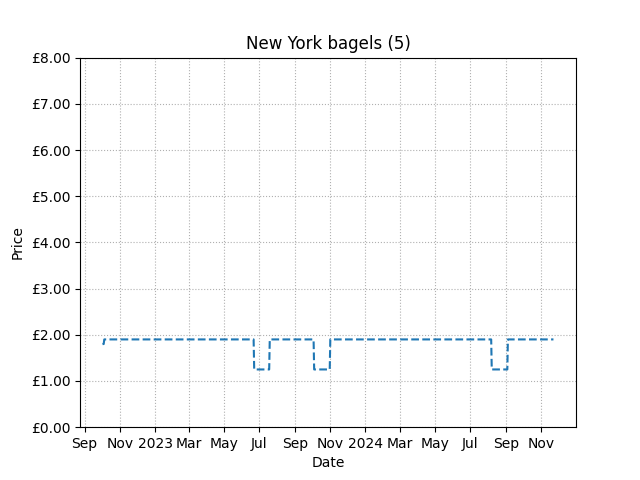 New York bagels (5)
£8.00
£7.00
£6.00
£5.00
£4.00
£3.00
£2.00
£1.00
£0.00
Price
Sep Nov 2023 Mar May Jul Sep Nov 2024 Mar May Jul Sep Nov
Date